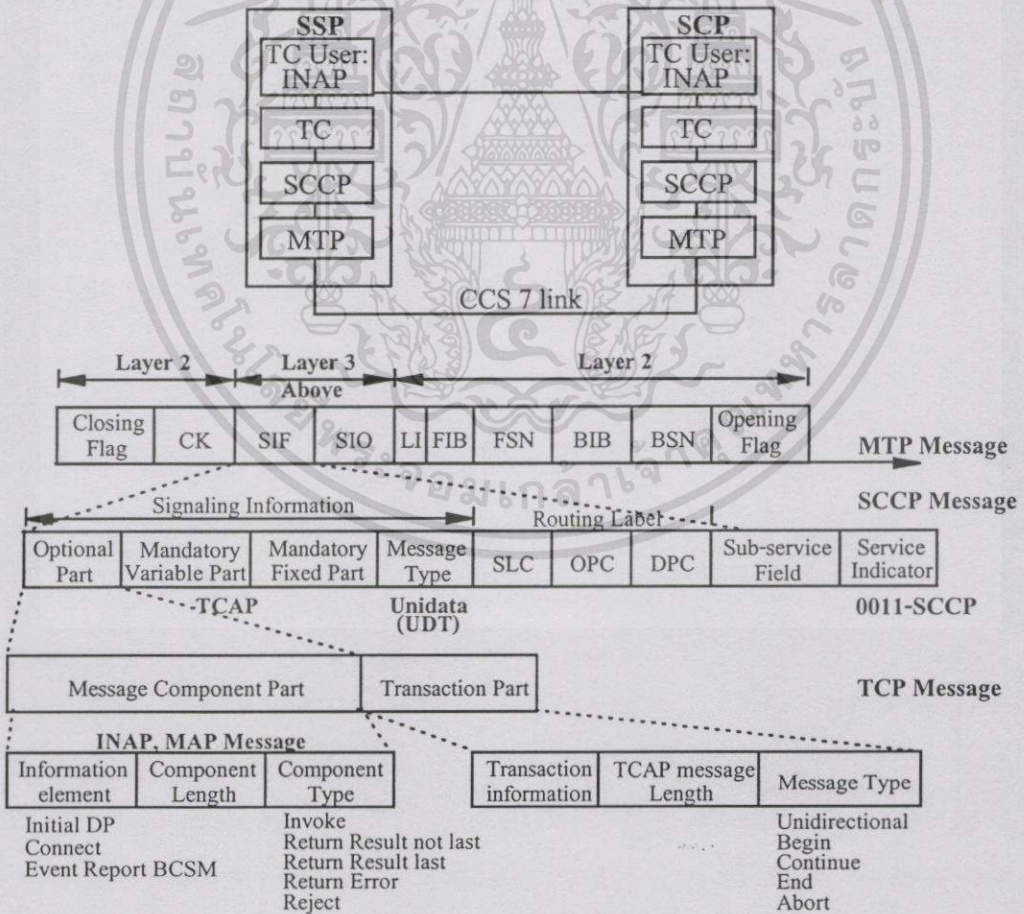 SSP
TC User:
INAP
TC
SCCP
MTP
SCP
TC User:
INAP
TC
SCCP
MTP
CCS 7 link
Layer 2
Layer 3
Above
Layer 2
Closing Flag
CK
SIF
SIO
LI
FIB
FSN
BIB
BSN
Opening Flag
MTP Message
SCCP Message
Signaling Information
Routing Label
Optional Part
Mandatory Variable Part
Mandatory Fixed Part
Message Type
SLC
OPC
DPC
Sub-service Field
Service Indicator
TCAP
Unidata
(UDT)
0011-SCCP
Message Component Part
Transaction Part
TCP Message
INAP, MAP Message
Information element
Component Length
Component Type
Transaction information
TCAP message Length
Message Type
Initial DP
Connect
Event Report BCSM
Invoke
Return Result not last
Return Result last
Return Error
Reject
Unidirectional
Begin
Continue
End
Abort